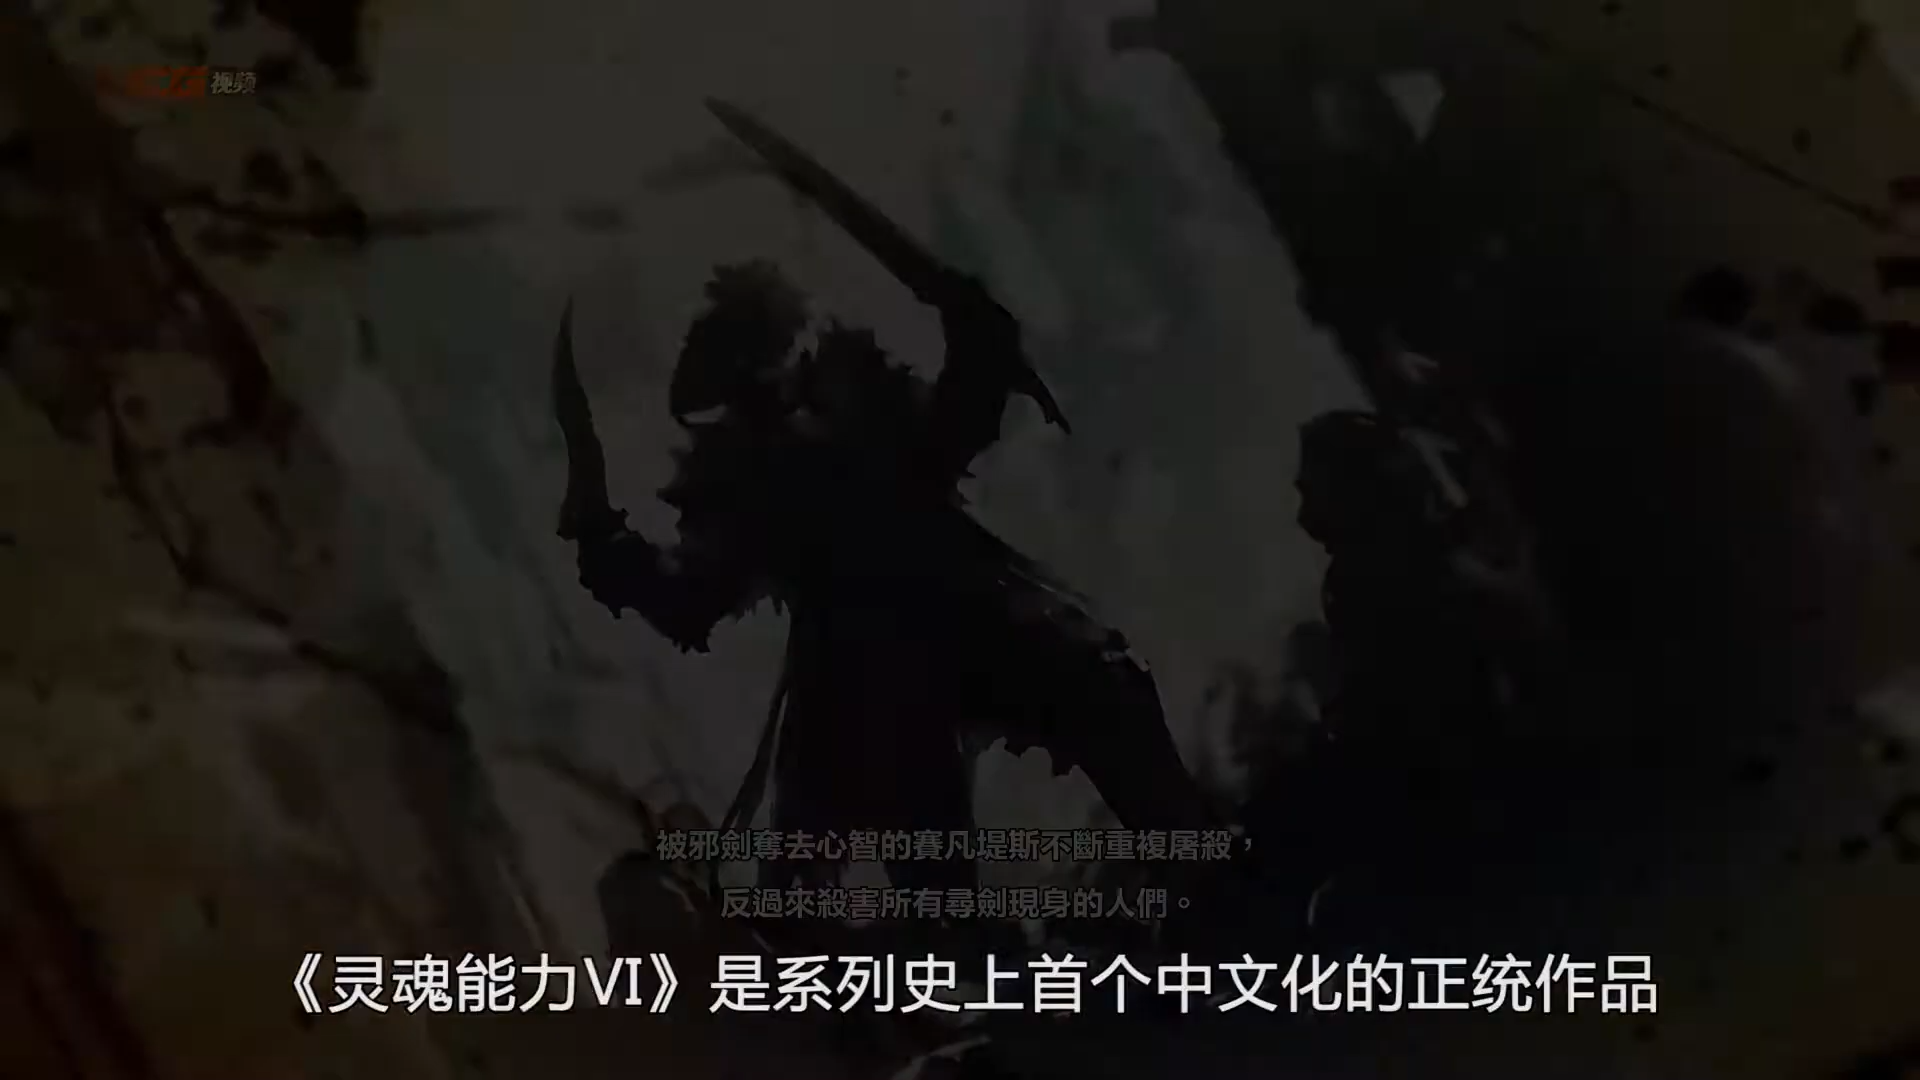 视频
被邪劍奪去心智的賽凡堤斯不斷重複屠殺，
反過來殺害所有尋劍現身的人們。
《灵魂能力VI》是系列史上首个中文化的正统作品